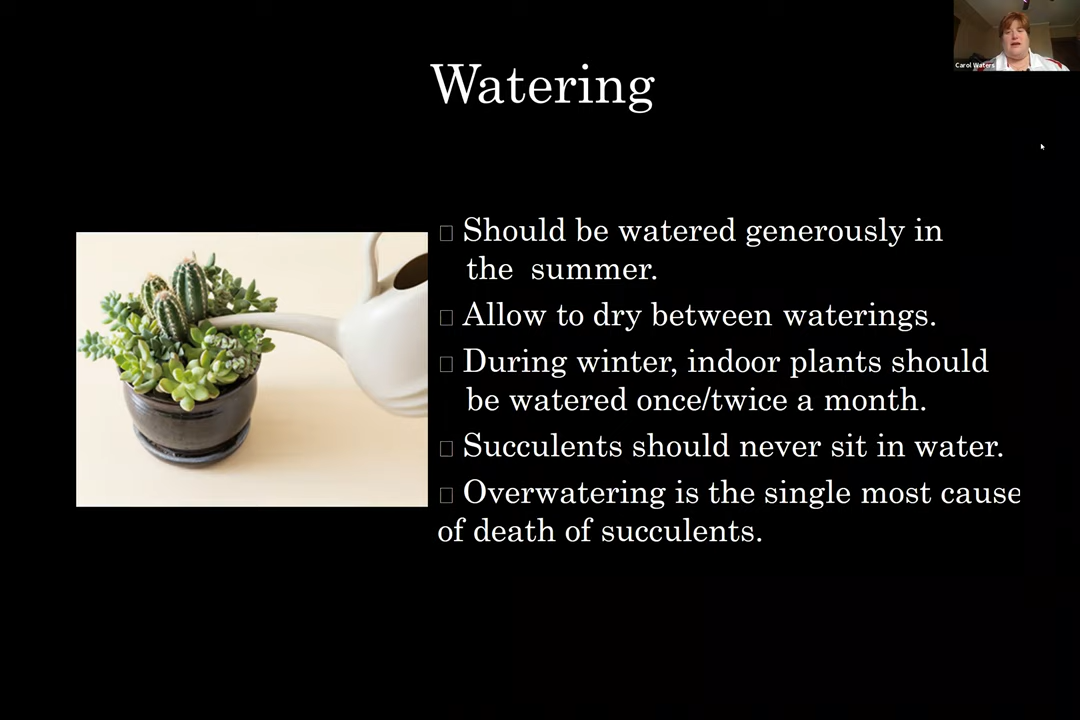 Carol Waters
Watering
Should be watered generously in
the summer.
Allow to dry between waterings.
During winter, indoor plants should
be watered once/twice a month.
Succulents should never sit in water.
Overwatering is the single most cause
of death of succulents.